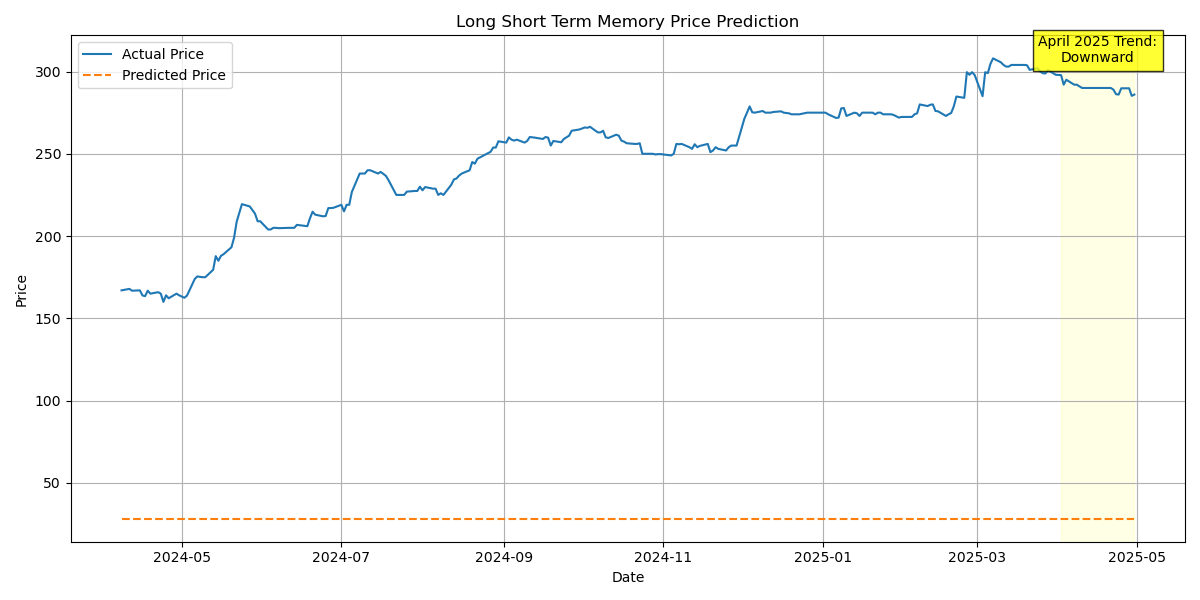 Long Short Term Memory Price Prediction
Actual Price
Predicted Price
April 2025 Trend:
Downward
Price
300
250
200
150
100
50
2024-05
2024-07
2024-09
2024-11
2025-01
2025-03
2025-05
Date